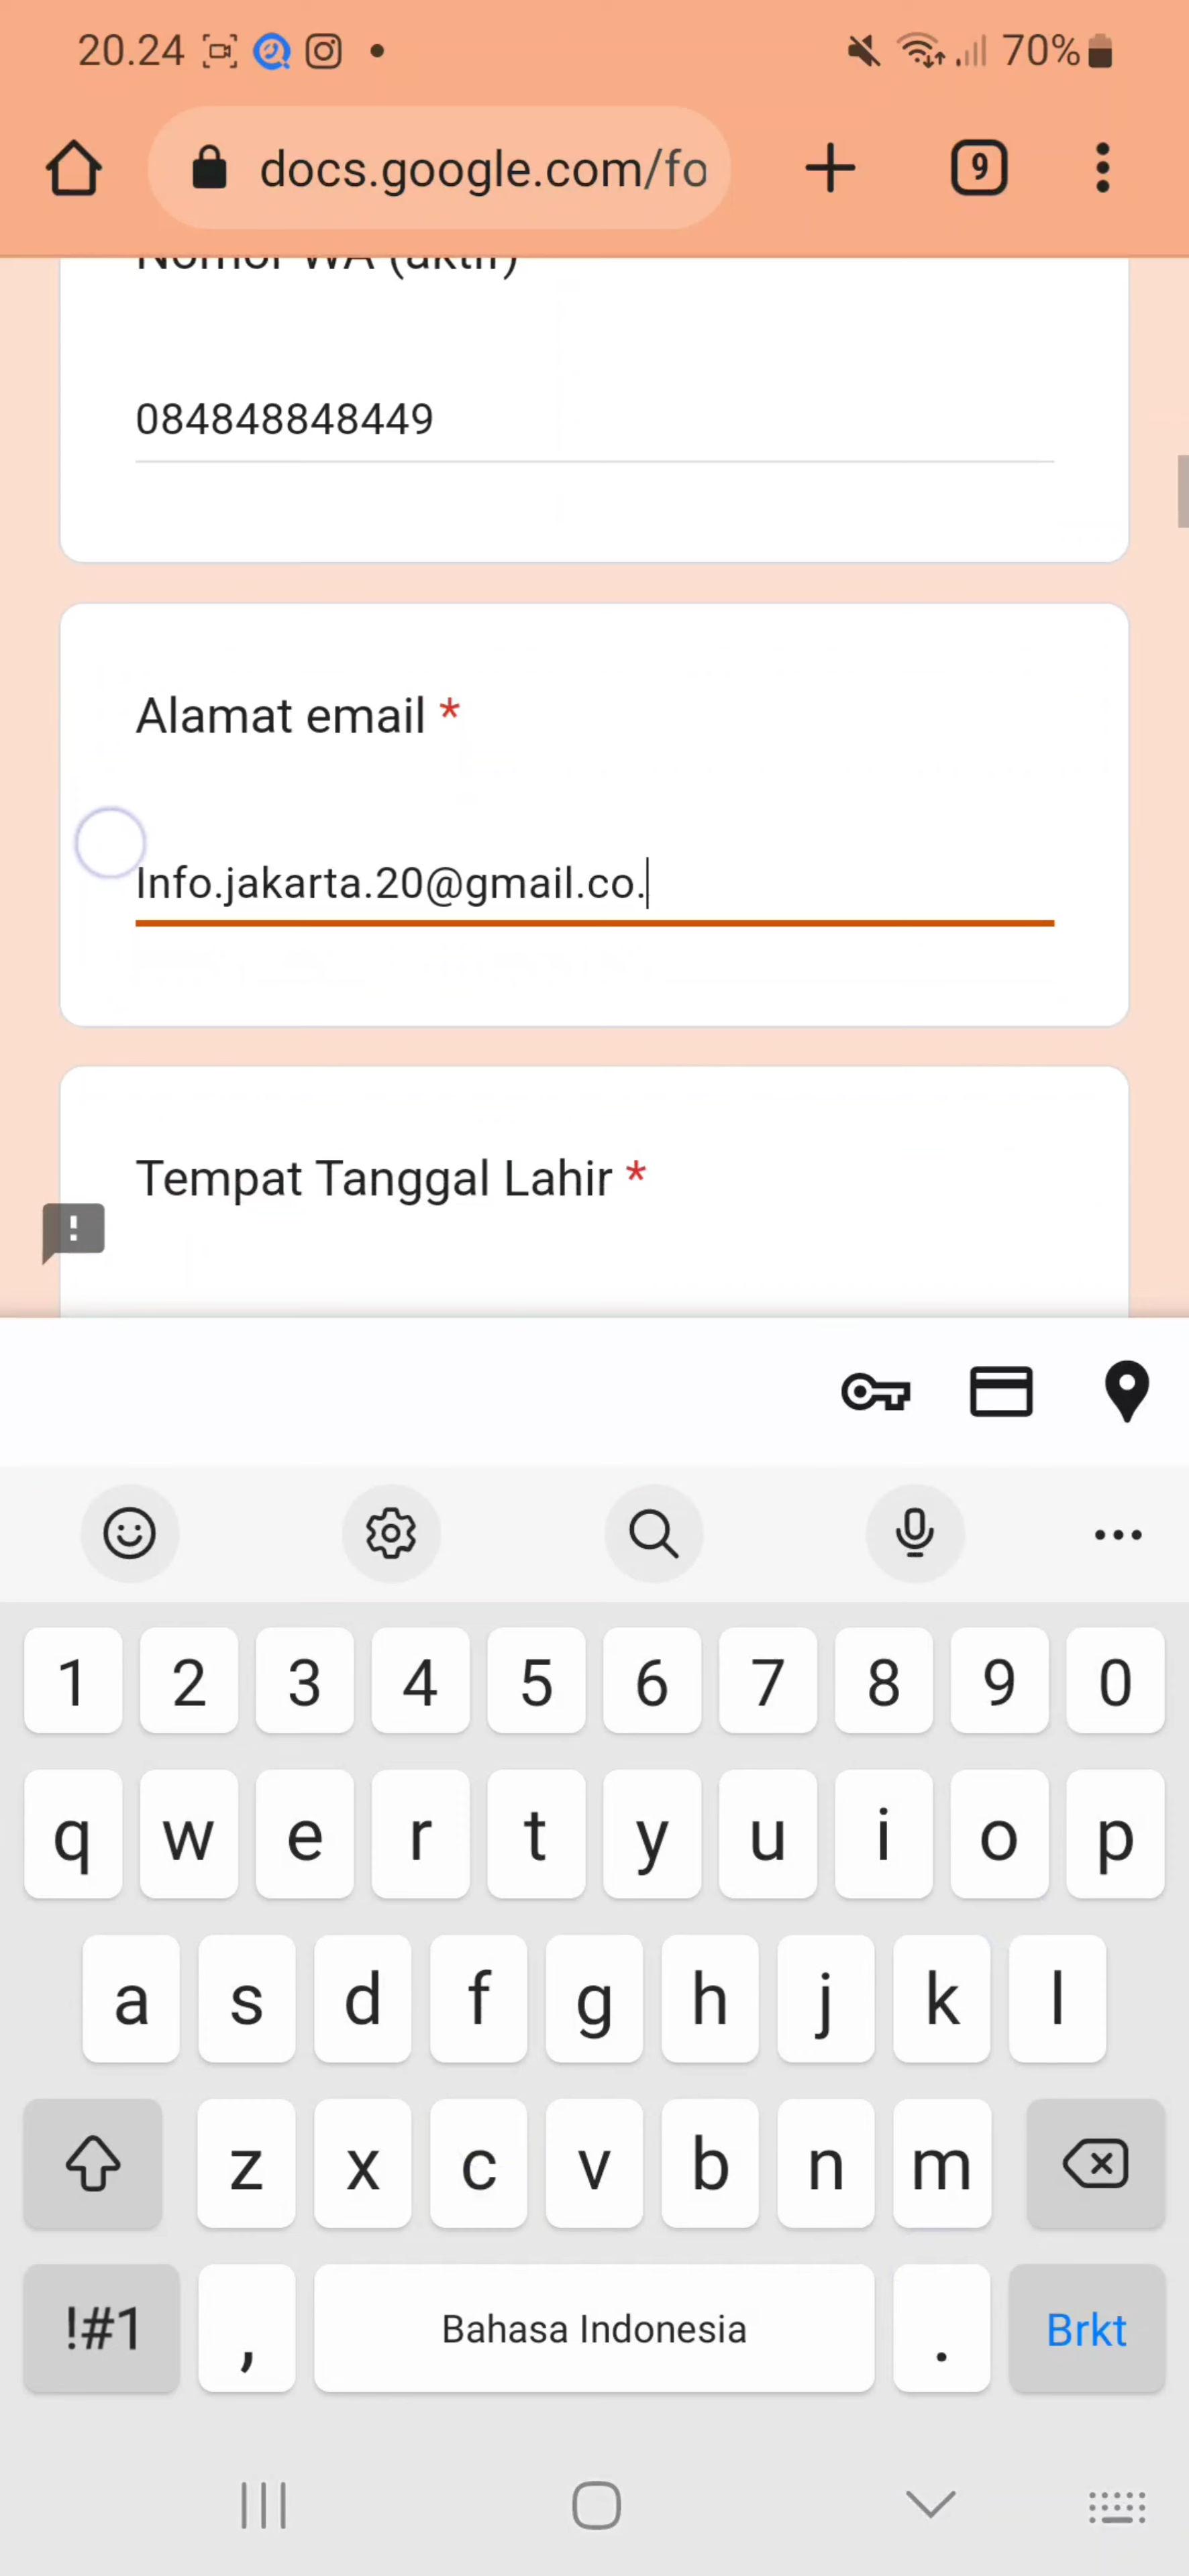 20.24
70%
docs.google.com/fo
9
Nomor WA (aktif)
084848848449
Alamat email *
Info.jakarta.20@gmail.co.
Tempat Tanggal Lahir *
1 2 3 4 5 6 7 8 9 0
q w e r t y u i o p
a s d f g h j k l
z x c v b n m
!#1 , Bahasa Indonesia . Brkt